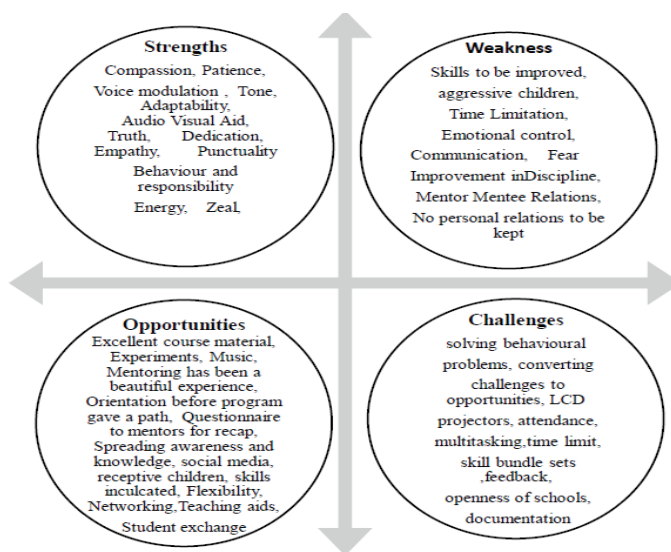 Strengths
Compassion, Patience,
Voice modulation , Tone,
Adaptability,
Audio Visual Aid,
Truth, Dedication,
Empathy, Punctuality
Behaviour and
responsibility
Energy, Zeal,
Weakness
Skills to be improved,
aggressive children,
Time Limitation,
Emotional control,
Communication, Fear
Improvement inDiscipline,
Mentor Mentee Relations,
No personal relations to be
kept
Opportunities
Excellent course material,
Experiments, Music,
Mentoring has been a
beautiful experience,
Orientation before program
gave a path, Questionnaire
to mentors for recap,
Spreading awareness and
knowledge, social media,
receptive children, skills
inculcated, Flexibility,
Networking,Teaching aids,
Student exchange
Challenges
solving behavioural
problems, converting
challenges to
opportunities, LCD
projectors, attendance,
multitasking,time limit,
skill bundle sets
,feedback,
openness of schools,
documentation